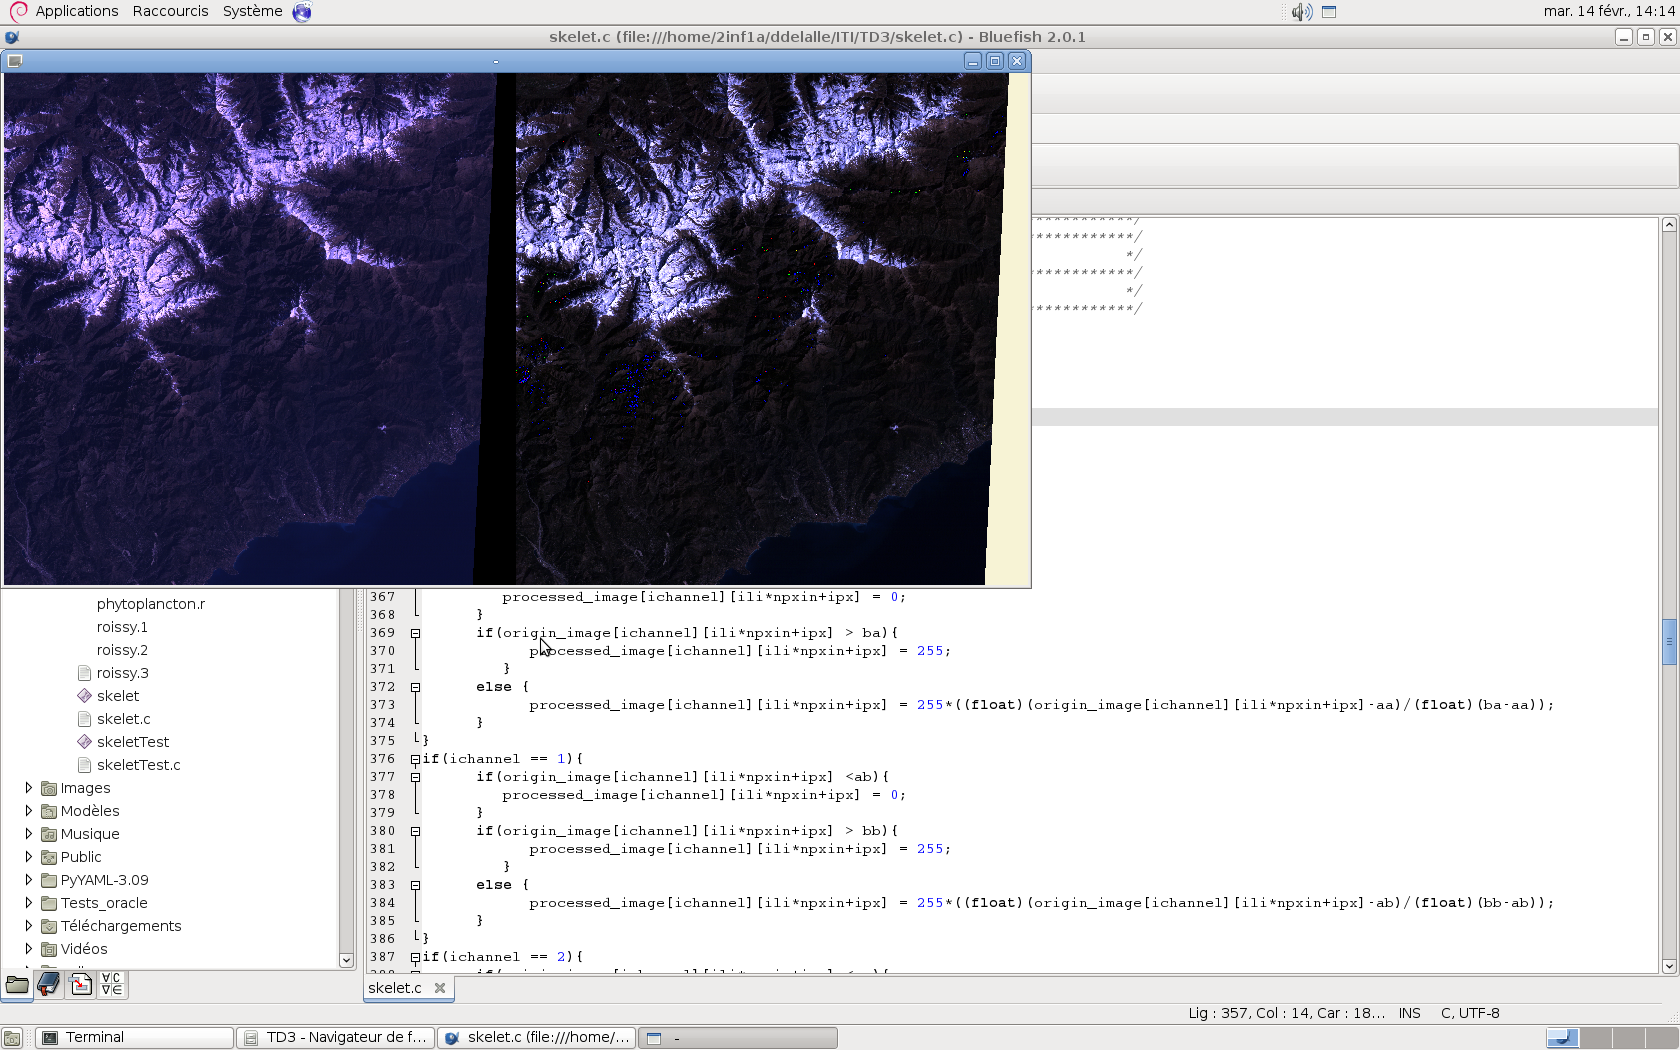 Applications Raccourcis Système
mar. 14 févr., 14:14
skelet.c (file:///home/2inf1a/ddelalle/ITI/TD3/skelet.c) - Bluefish 2.0.1
-
***********/
***********/
*/
***********/
*/
***********/
phytoplancton.r
roissy.1
roissy.2
roissy.3
skelet
skelet.c
skeletTest
skeletTest.c
Images
Modèles
Musique
Public
PyYAML-3.09
Tests_oracle
Téléchargements
Vidéos
367 processed_image[ichannel][ili*npxin+ipx] = 0;
368 }
369 if(origin_image[ichannel][ili*npxin+ipx] > ba){
370 processed_image[ichannel][ili*npxin+ipx] = 255;
371 }
372 else {
373 processed_image[ichannel][ili*npxin+ipx] = 255*((float)(origin_image[ichannel][ili*npxin+ipx]-aa)/(float)(ba-aa));
374 }
375 }
376 if(ichannel == 1){
377 if(origin_image[ichannel][ili*npxin+ipx] <ab){
378 processed_image[ichannel][ili*npxin+ipx] = 0;
379 }
380 if(origin_image[ichannel][ili*npxin+ipx] > bb){
381 processed_image[ichannel][ili*npxin+ipx] = 255;
382 }
383 else {
384 processed_image[ichannel][ili*npxin+ipx] = 255*((float)(origin_image[ichannel][ili*npxin+ipx]-ab)/(float)(bb-ab));
385 }
386 }
387 if(ichannel == 2){
skelet.c
Lig : 357, Col : 14, Car : 18... INS C, UTF-8
Terminal
TD3 - Navigateur de f...
skelet.c (file:///home/...
-